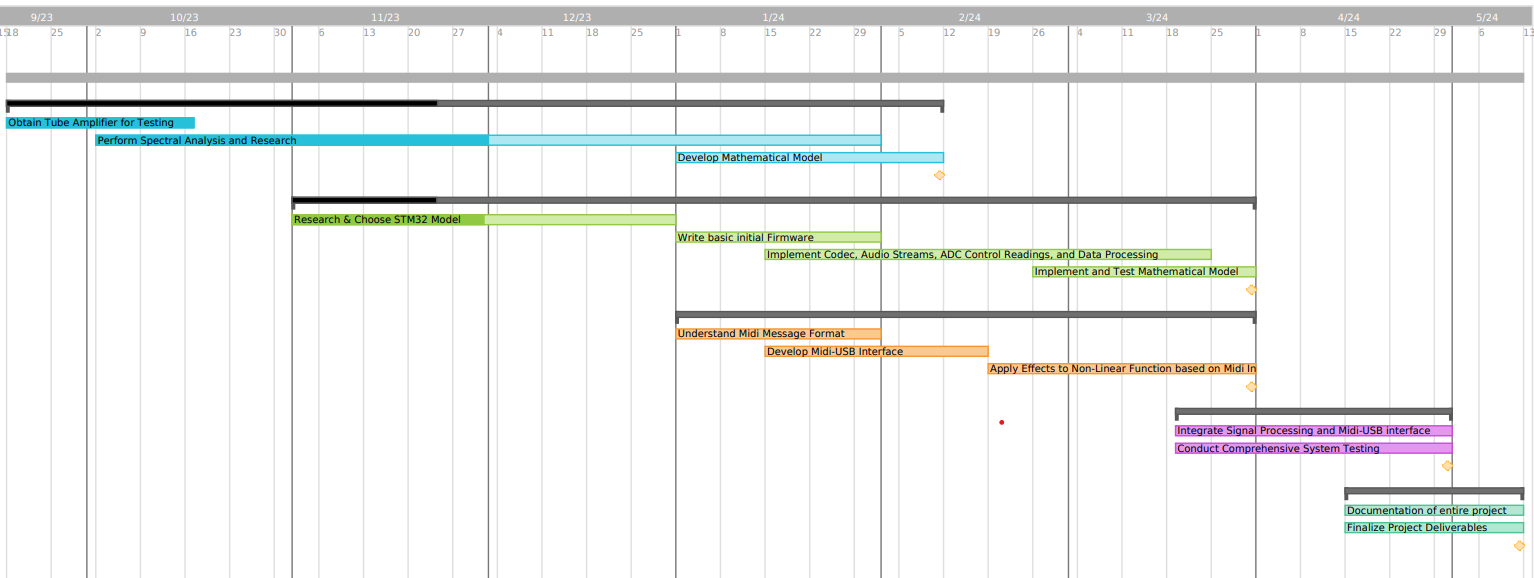 9/23 10/23 11/23 12/23 1/24 2/24 3/24 4/24 5/24
18 25 2 9 16 23 30 6 13 20 27 4 11 18 25 1 8 15 22 29 5 12 19 26 4 11 18 25 1 8 15 22 29 6 13
Obtain Tube Amplifier for Testing
Perform Spectral Analysis and Research
Develop Mathematical Model
Research & Choose STM32 Model
Write basic initial Firmware
Implement Codec, Audio Streams, ADC Control Readings, and Data Processing
Implement and Test Mathematical Model
Understand Midi Message Format
Develop Midi-USB Interface
Apply Effects to Non-Linear Function based on Midi In
Integrate Signal Processing and Midi-USB interface
Conduct Comprehensive System Testing
Documentation of entire project
Finalize Project Deliverables